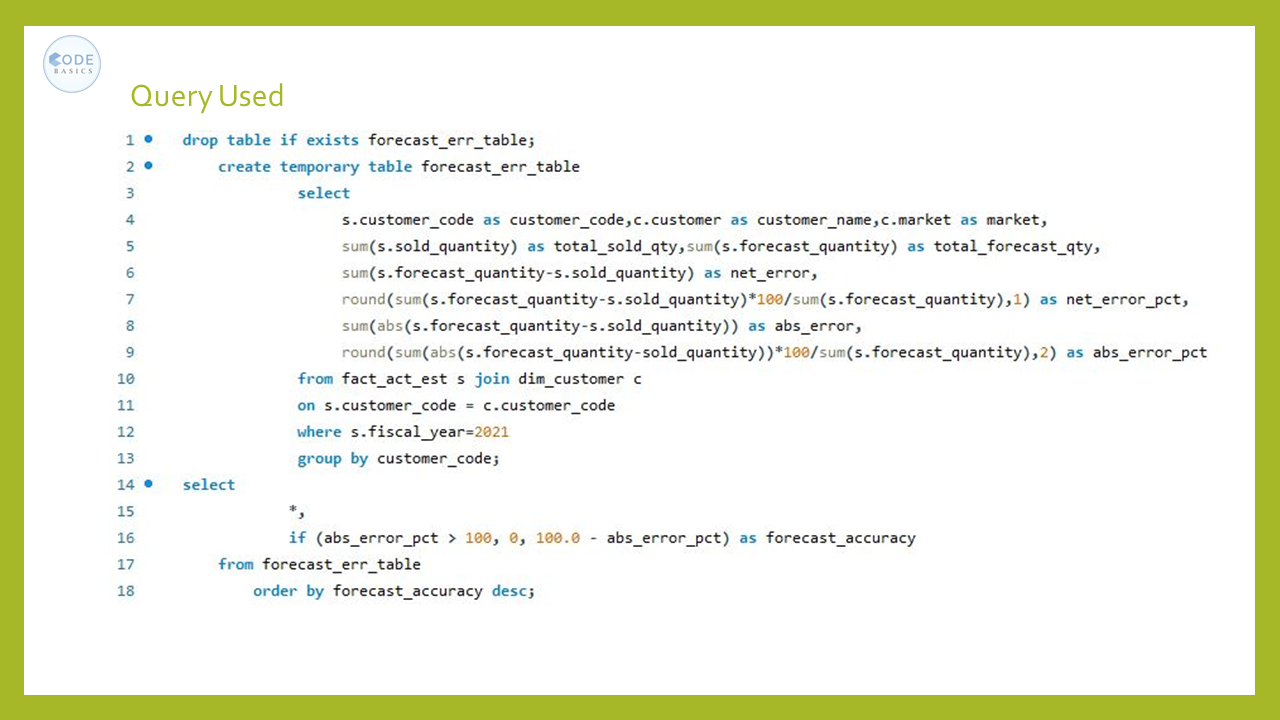 CODE
BASICS
Query Used
1 drop table if exists forecast_err_table;
2 create temporary table forecast_err_table
3 select
4 s.customer_code as customer_code,c.customer as customer_name,c.market as market,
5 sum(s.sold_quantity) as total_sold_qty,sum(s.forecast_quantity) as total_forecast_qty,
6 sum(s.forecast_quantity-s.sold_quantity) as net_error,
7 round(sum(s.forecast_quantity-s.sold_quantity)*100/sum(s.forecast_quantity),1) as net_error_pct,
8 sum(abs(s.forecast_quantity-s.sold_quantity)) as abs_error,
9 round(sum(abs(s.forecast_quantity-sold_quantity))*100/sum(s.forecast_quantity),2) as abs_error_pct
10 from fact_act_est s join dim_customer c
11 on s.customer_code = c.customer_code
12 where s.fiscal_year=2021
13 group by customer_code;
14 select
15 *,
16 if (abs_error_pct > 100, 0, 100.0 - abs_error_pct) as forecast_accuracy
17 from forecast_err_table
18 order by forecast_accuracy desc;